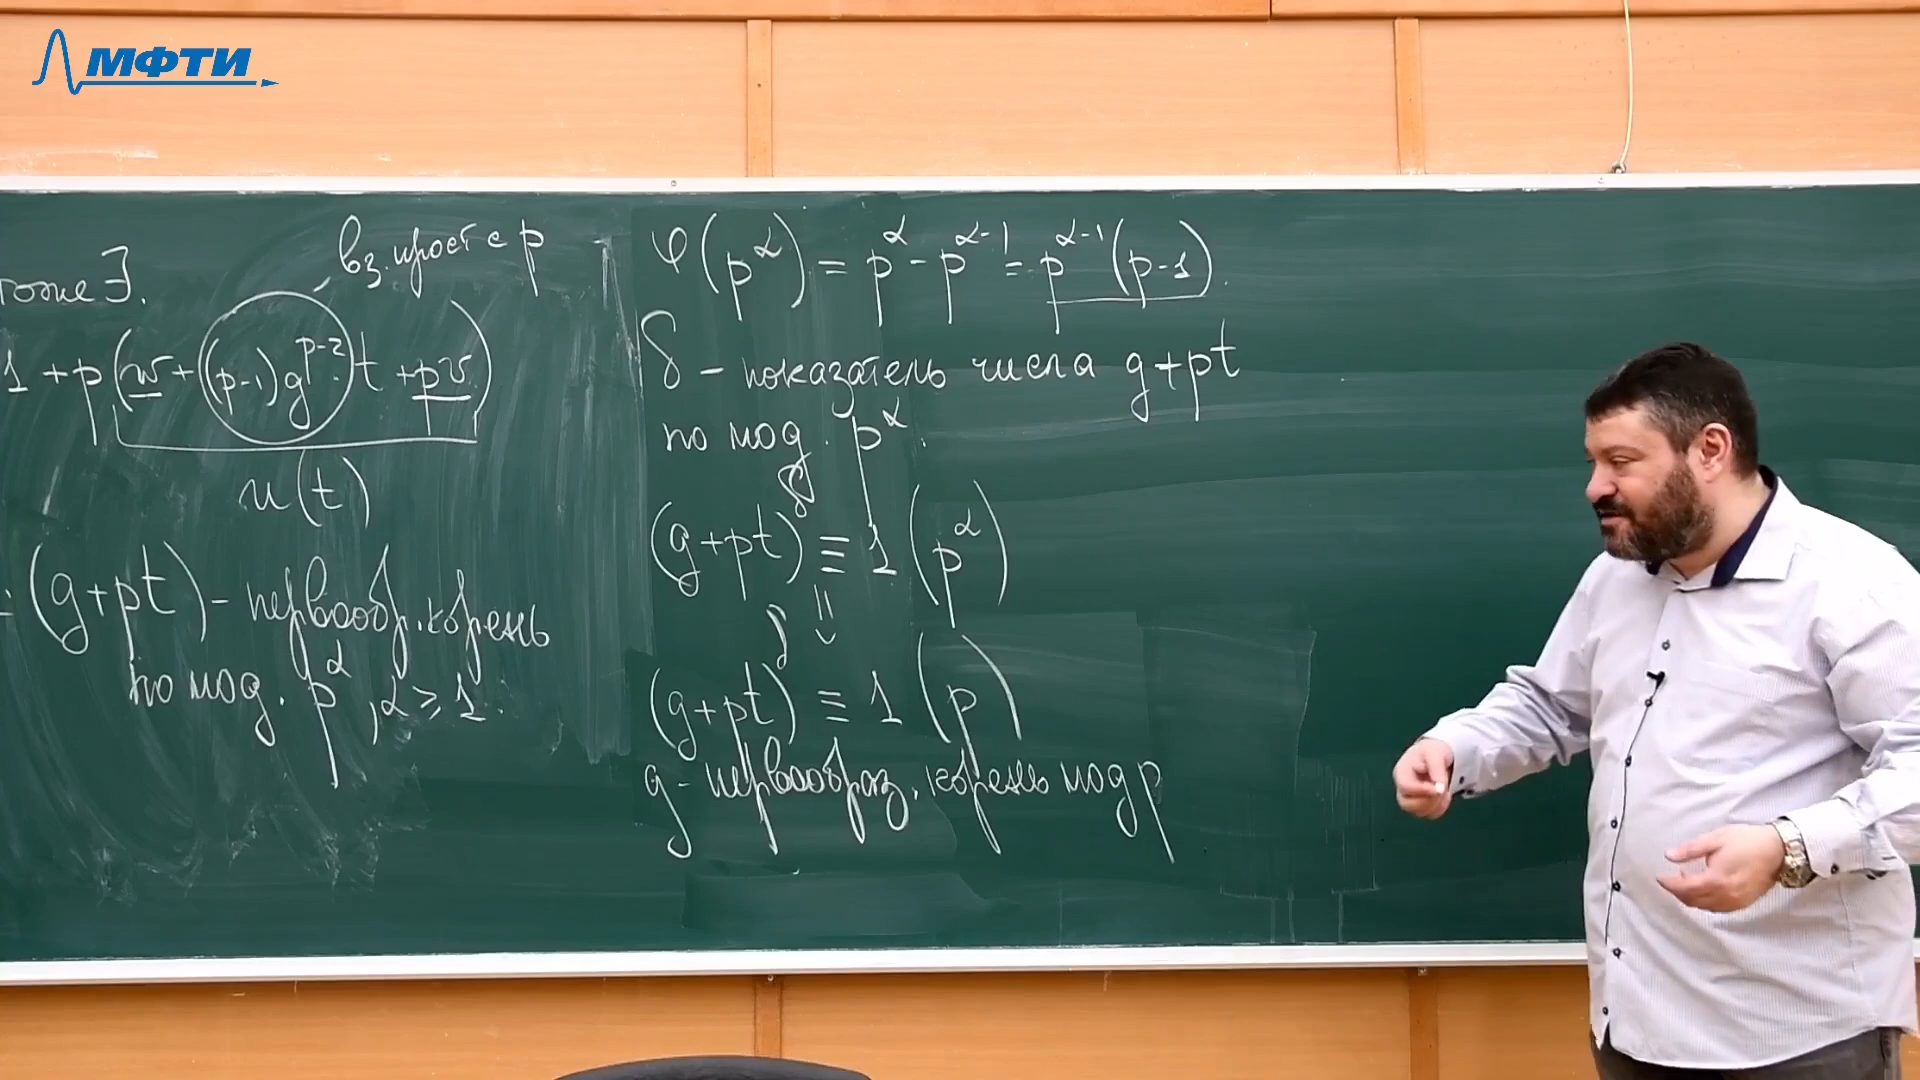 МФТИ
вз. прост с p
тоже ∃.
1 + p(w + ((p-1)g^{p-2})t + pv)
u(t)
(g+pt) - первообр. корень
по мод. p^α, α ⩾ 1.
φ(p^α) = p^α - p^{α-1} = p^{α-1}(p-1).
δ - показатель числа g+pt
по мод. p^α.
(g+pt)^δ ≡ 1 (p^α)
⇓
(g+pt)^δ ≡ 1 (p)
g - первообраз. корень мод p